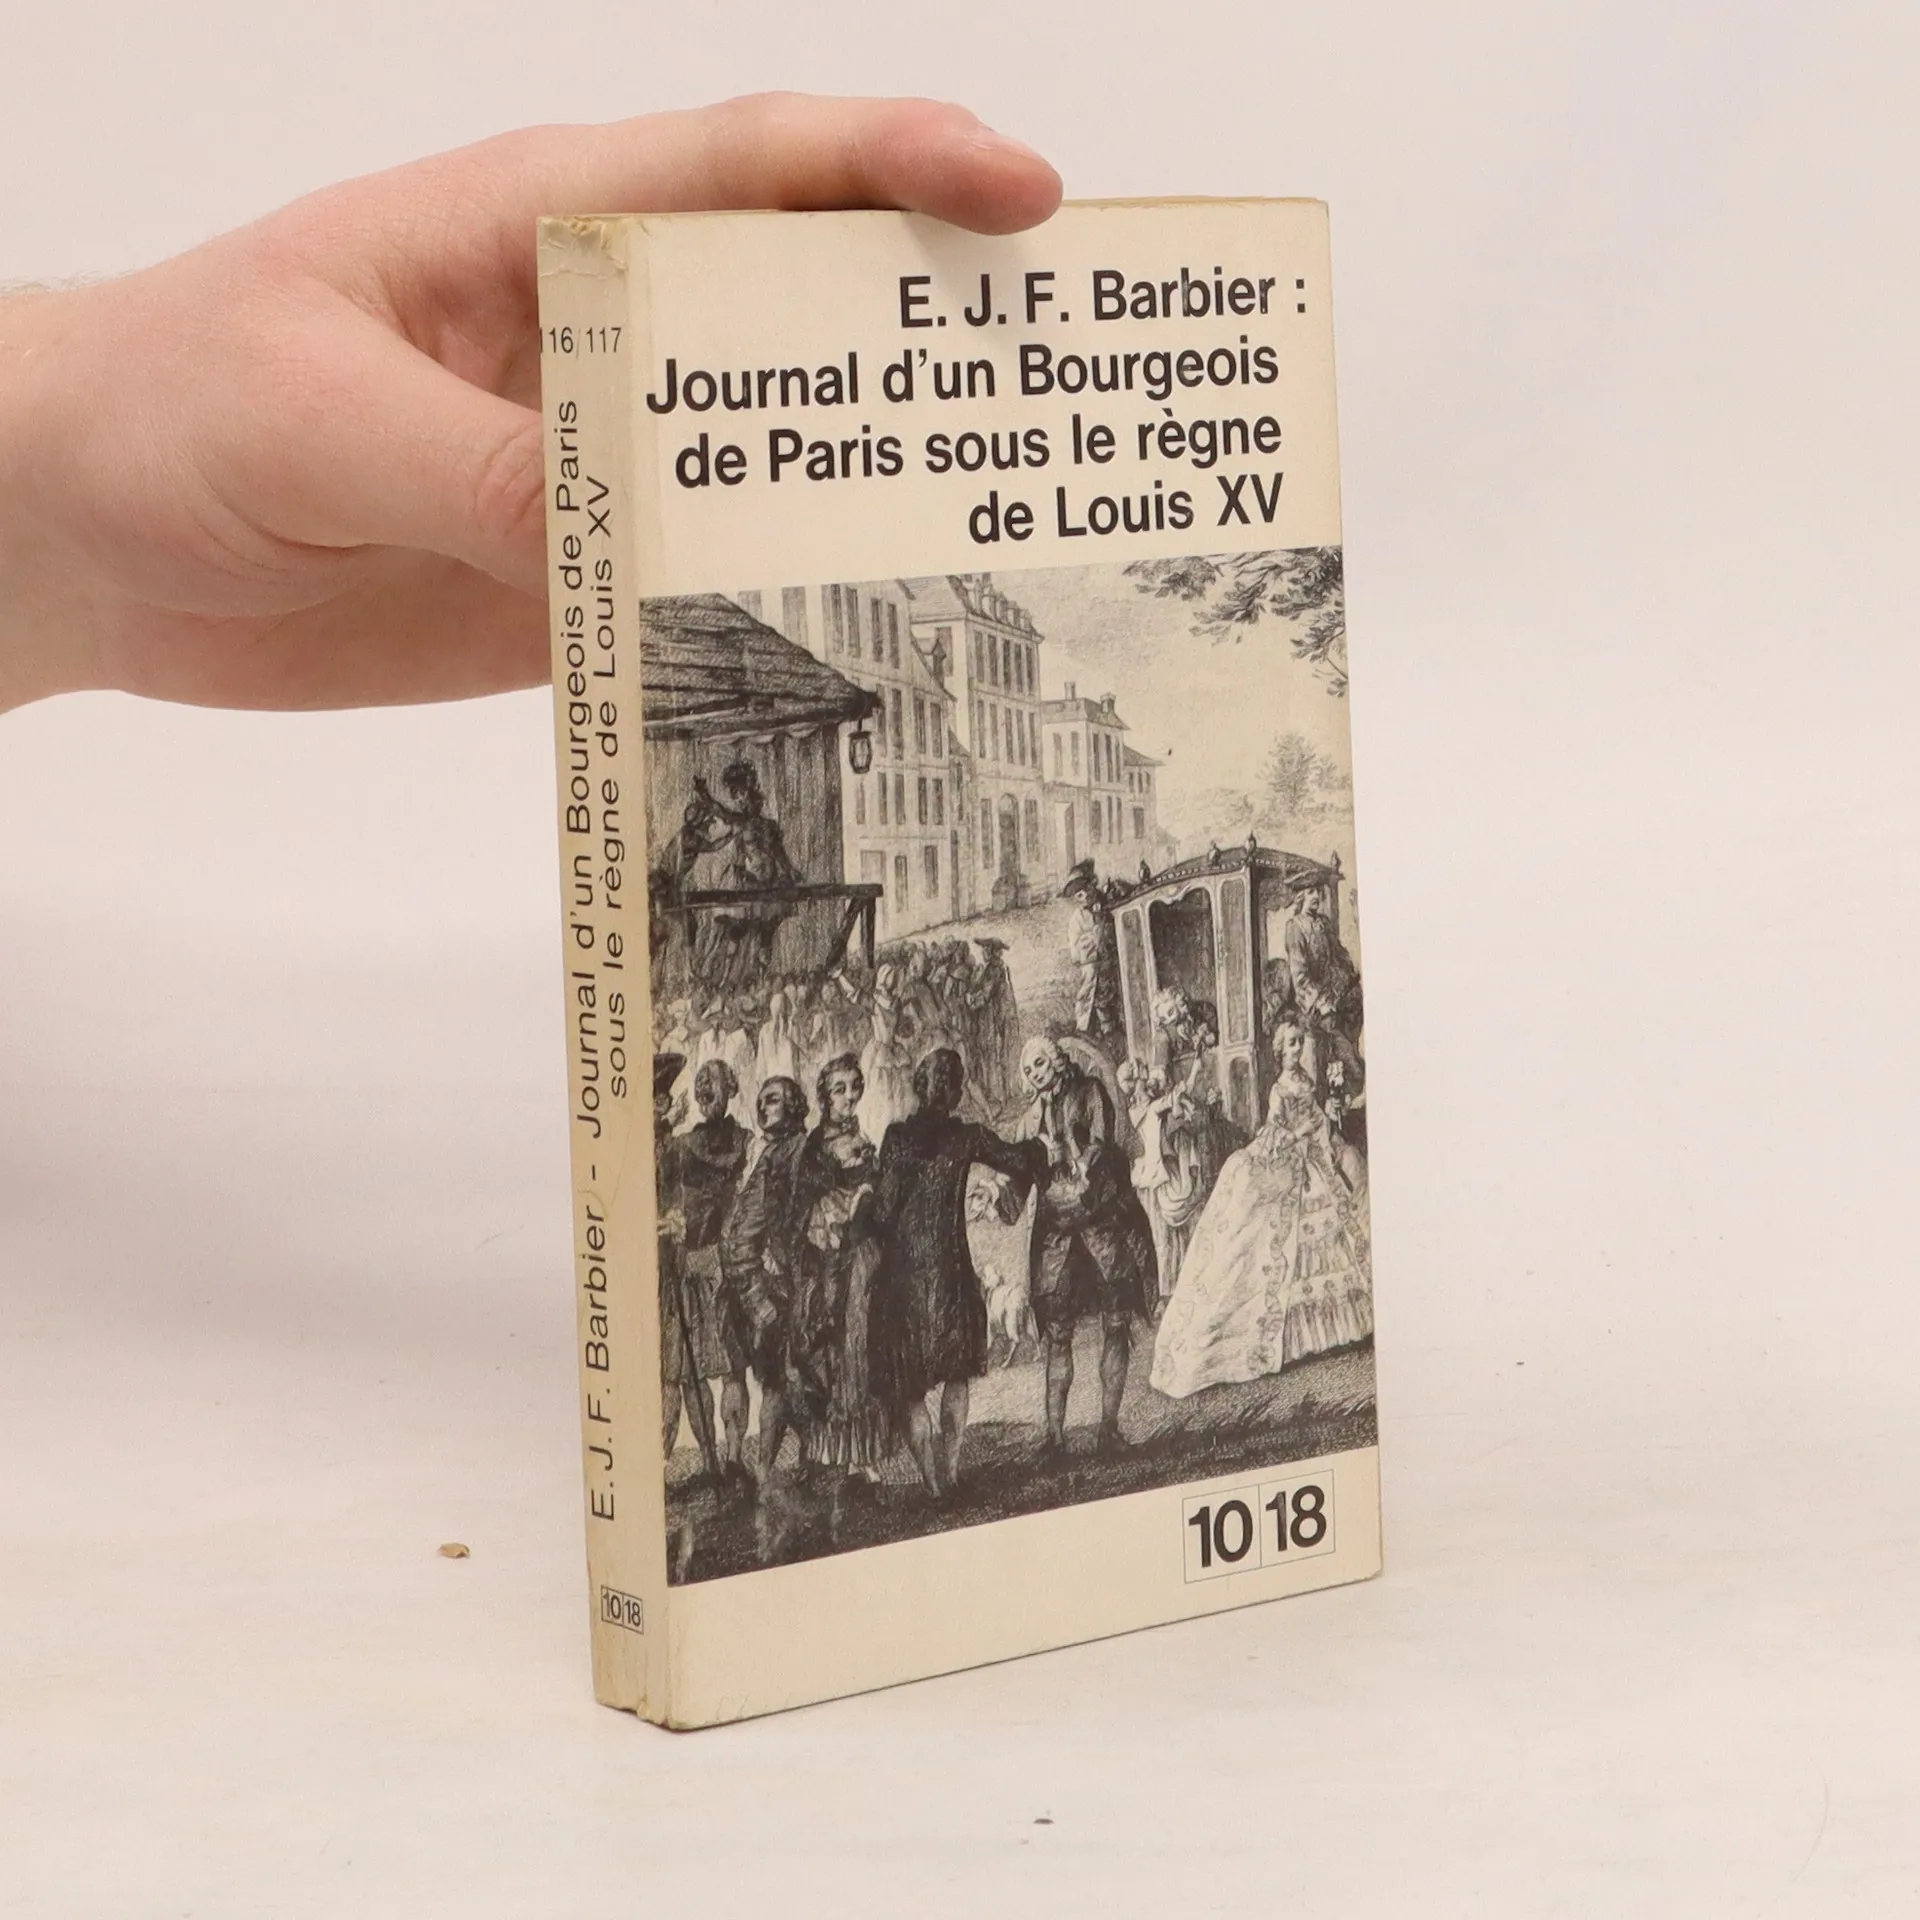 E. J. F. Barbier :
Journal d'un Bourgeois
de Paris sous le règne
de Louis XV
10 18
116/117
E. J. F. Barbier - Journal d'un Bourgeois de Paris
sous le règne de Louis XV
10 18